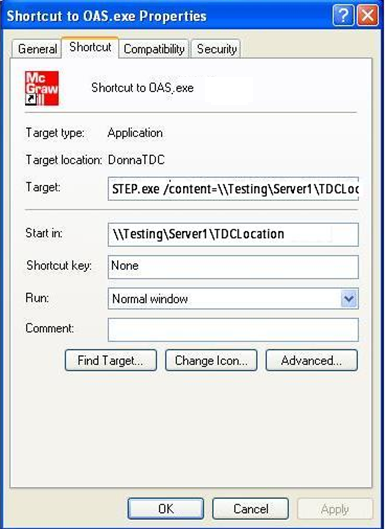 Shortcut to OAS.exe Properties
General Shortcut Compatibility Security
Mc
Graw
Shortcut to OAS.exe
Target type: Application
Target location: DonnaTDC
Target: STEP.exe /content=\\Testing\Server1\TDCLoc
Start in: \\Testing\Server1\TDCLocation
Shortcut key: None
Run: Normal window
Comment:
Find Target... Change Icon... Advanced...
OK Cancel Apply